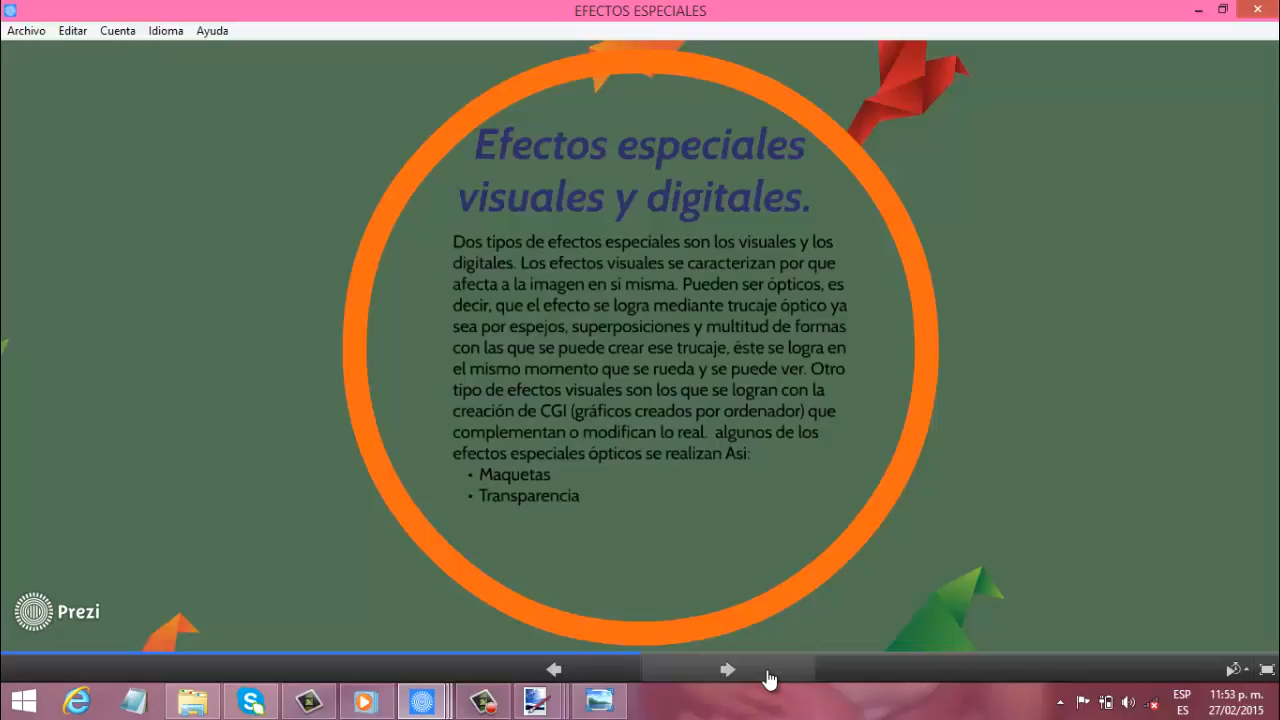 EFECTOS ESPECIALES
Archivo Editar Cuenta Idioma Ayuda
Efectos especiales
visuales y digitales.
Dos tipos de efectos especiales son los visuales y los
digitales. Los efectos visuales se caracterizan por que
afecta a la imagen en sí misma. Pueden ser ópticos, es
decir, que el efecto se logra mediante trucaje óptico ya
sea por espejos, superposiciones y multitud de formas
con las que se puede crear ese trucaje, éste se logra en
el mismo momento que se rueda y se puede ver. Otro
tipo de efectos visuales son los que se logran con la
creación de CGI (gráficos creados por ordenador) que
complementan o modifican lo real. algunos de los
efectos especiales ópticos se realizan Asi:
• Maquetas
• Transparencia
Prezi
ESP
ES
11:53 p. m.
27/02/2015